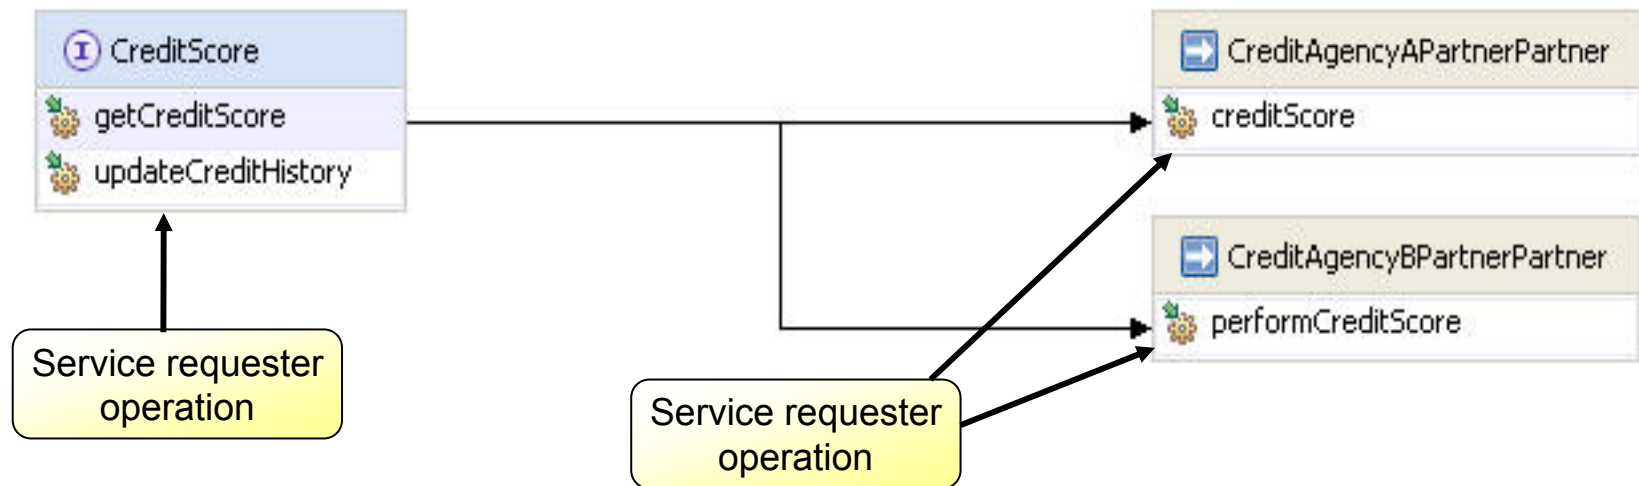 CreditScore
getCreditScore
updateCreditHistory
CreditAgencyAPartnerPartner
creditScore
CreditAgencyBPartnerPartner
performCreditScore
Service requester
operation
Service requester
operation